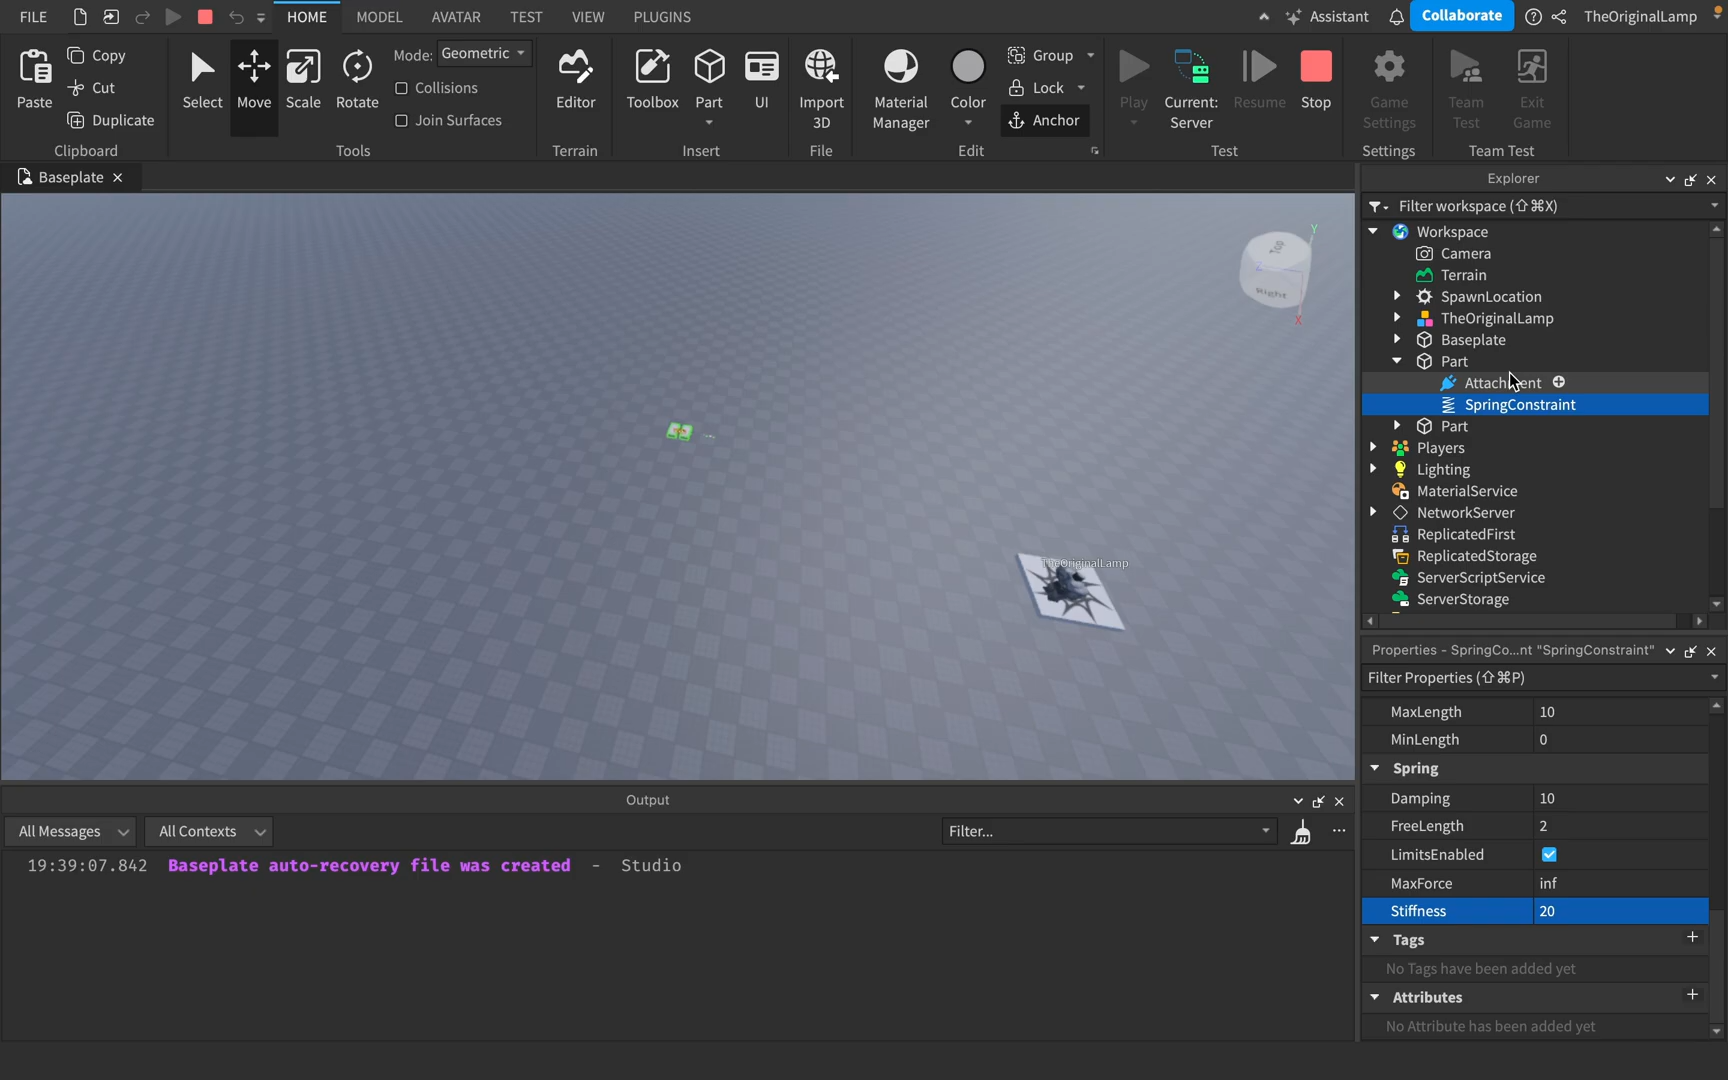 FILE HOME MODEL AVATAR TEST VIEW PLUGINS Assistant Collaborate TheOriginalLamp
Paste Copy Cut Duplicate
Clipboard
Select Move Scale Rotate
Mode: Geometric
Collisions
Join Surfaces
Tools
Editor
Terrain
Toolbox Part UI
Insert
Import 3D
File
Material Manager Color
Group
Lock
Anchor
Edit
Play Current: Server Resume Stop
Test
Game Settings
Settings
Team Test Exit Game
Team Test
Baseplate
Y
Top
Z
Right
X
TheOriginalLamp
Explorer
Filter workspace (⇧⌘X)
Workspace
Camera
Terrain
SpawnLocation
TheOriginalLamp
Baseplate
Part
Attachment
SpringConstraint
Part
Players
Lighting
MaterialService
NetworkServer
ReplicatedFirst
ReplicatedStorage
ServerScriptService
ServerStorage
Properties - SpringCo...nt "SpringConstraint"
Filter Properties (⇧⌘P)
MaxLength 10
MinLength 0
Spring
Damping 10
FreeLength 2
LimitsEnabled
MaxForce inf
Stiffness 20
Tags +
No Tags have been added yet
Attributes +
No Attribute has been added yet
Output
All Messages All Contexts Filter... ...
19:39:07.842 Baseplate auto-recovery file was created - Studio